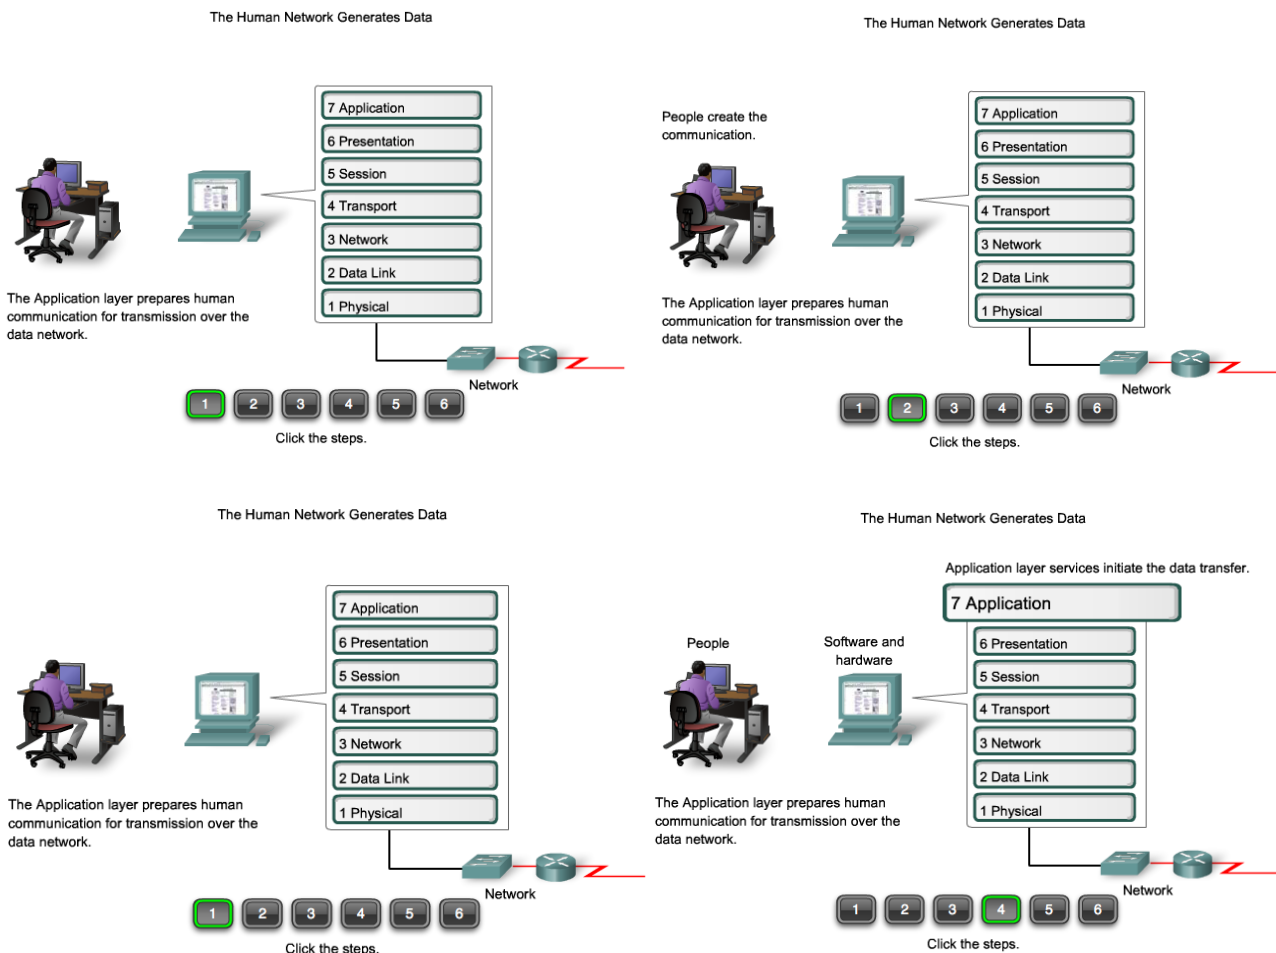 The Human Network Generates Data
7 Application
6 Presentation
5 Session
4 Transport
3 Network
2 Data Link
1 Physical
The Application layer prepares human
communication for transmission over the
data network.
Network
1 2 3 4 5 6
Click the steps.
The Human Network Generates Data
People create the
communication.
7 Application
6 Presentation
5 Session
4 Transport
3 Network
2 Data Link
1 Physical
The Application layer prepares human
communication for transmission over the
data network.
Network
1 2 3 4 5 6
Click the steps.
The Human Network Generates Data
7 Application
6 Presentation
5 Session
4 Transport
3 Network
2 Data Link
1 Physical
The Application layer prepares human
communication for transmission over the
data network.
Network
1 2 3 4 5 6
Click the steps.
The Human Network Generates Data
Application layer services initiate the data transfer.
7 Application
People
Software and
hardware
6 Presentation
5 Session
4 Transport
3 Network
2 Data Link
1 Physical
The Application layer prepares human
communication for transmission over the
data network.
Network
1 2 3 4 5 6
Click the steps.